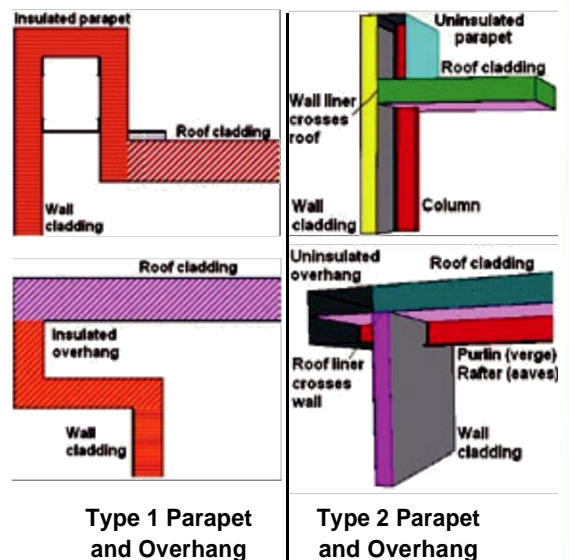 Insulated parapet
Roof cladding
Wall
cladding
Uninsulated
parapet
Roof cladding
Wall liner
crosses
roof
Wall
cladding
Column
Roof cladding
Insulated
overhang
Wall
cladding
Uninsulated
overhang
Roof cladding
Roof liner
crosses
wall
Purlin (verge)
Rafter (eaves)
Wall
cladding
Type 1 Parapet
and Overhang
Type 2 Parapet
and Overhang